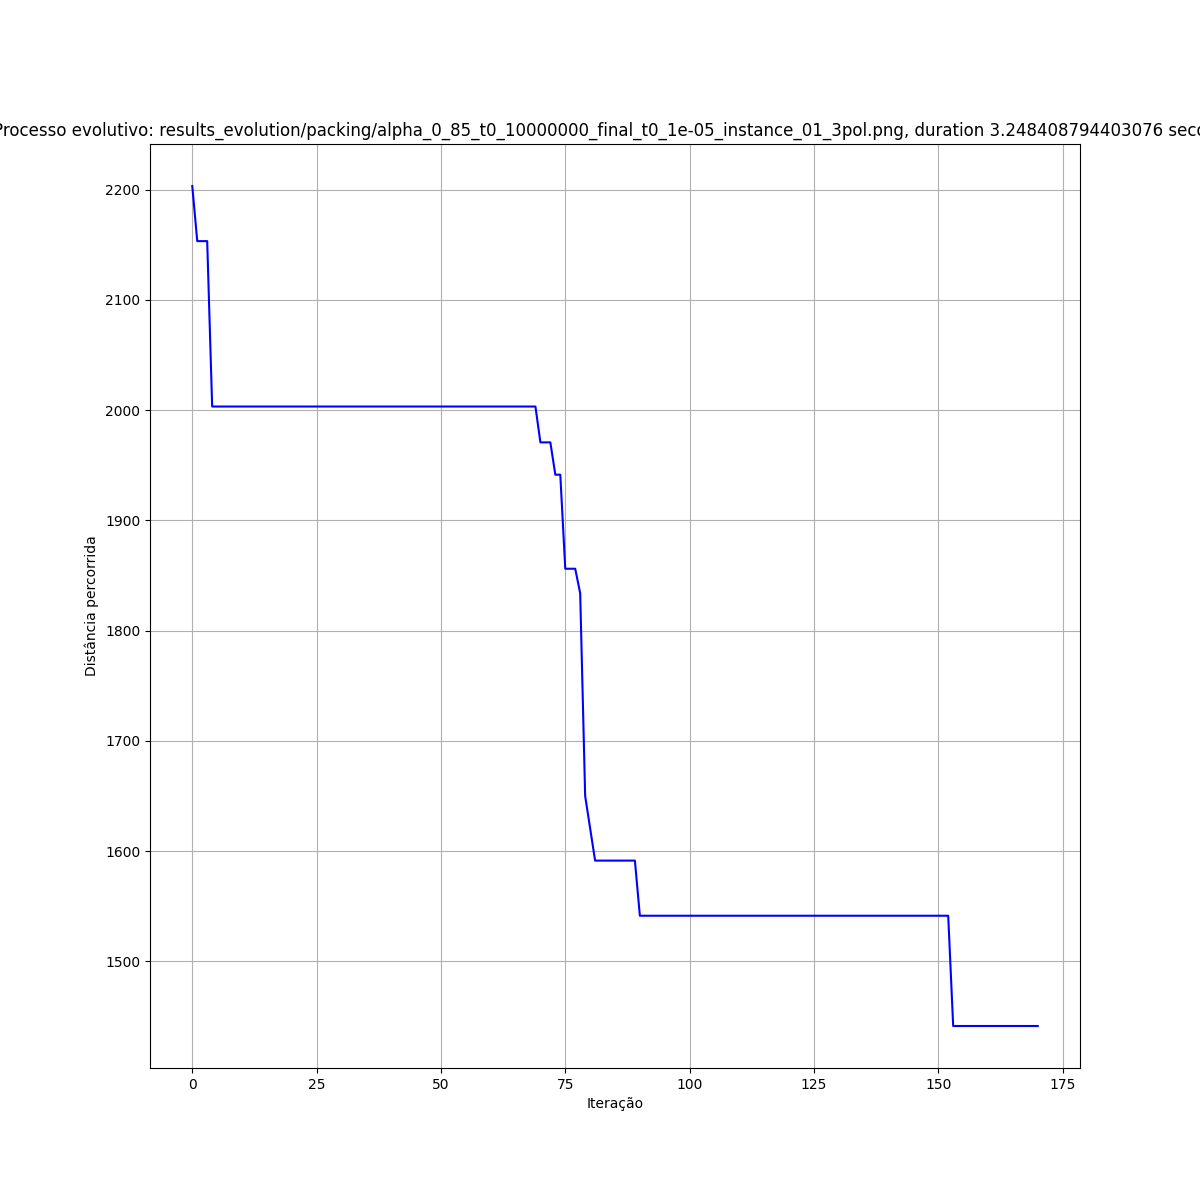 Processo evolutivo: results_evolution/packing/alpha_0_85_t0_10000000_final_t0_1e-05_instance_01_3pol.png, duration 3.248408794403076
2200
2100
2000
1900
1800
1700
1600
1500
Distância percorrida
0 25 50 75 100 125 150 175
Iteração